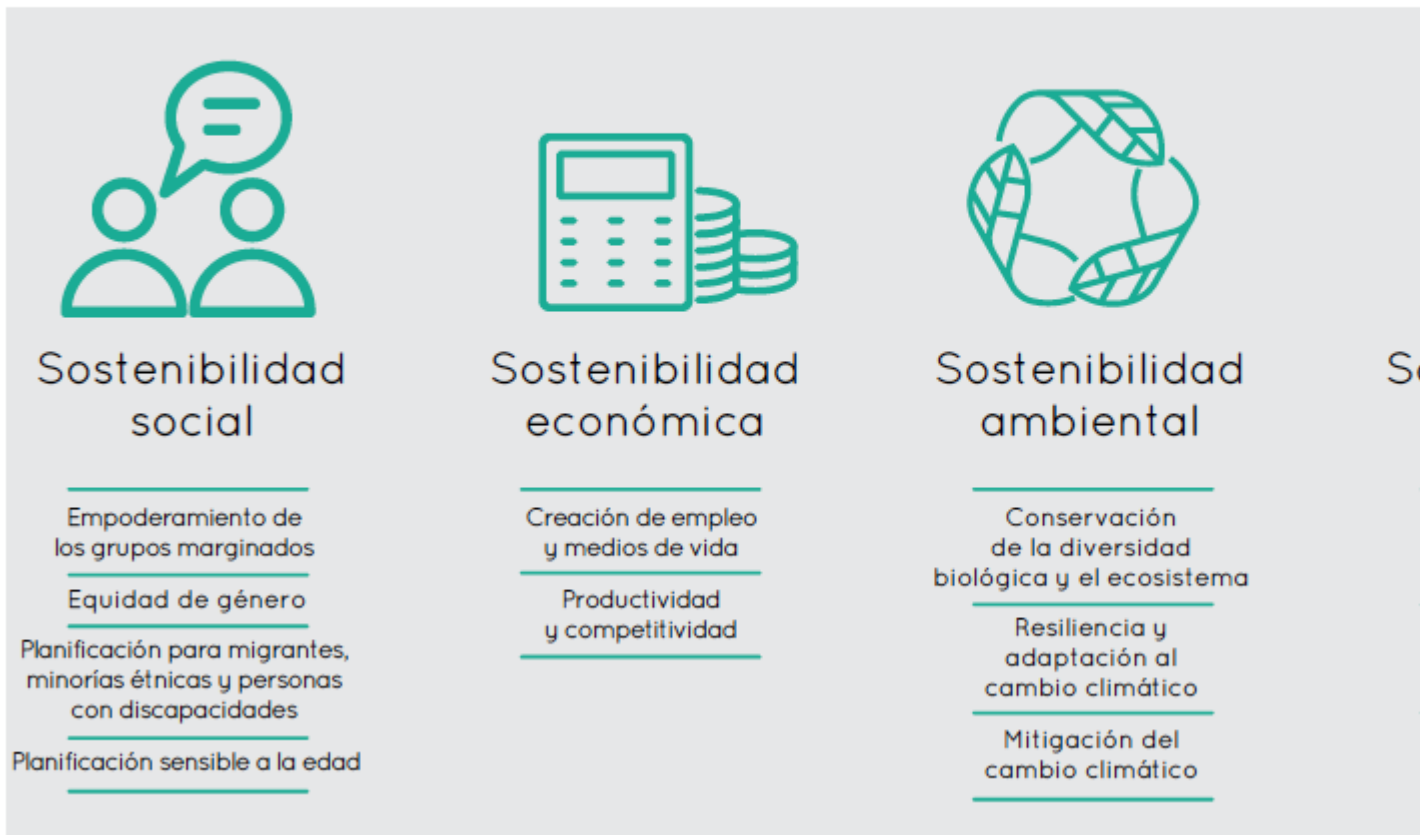 Sostenibilidad
social
Empoderamiento de
los grupos marginados
Equidad de género
Planificación para migrantes,
minorías étnicas y personas
con discapacidades
Planificación sensible a la edad
Sostenibilidad
económica
Creación de empleo
y medios de vida
Productividad
y competitividad
Sostenibilidad
ambiental
Conservación
de la diversidad
biológica y el ecosistema
Resiliencia y
adaptación al
cambio climático
Mitigación del
cambio climático